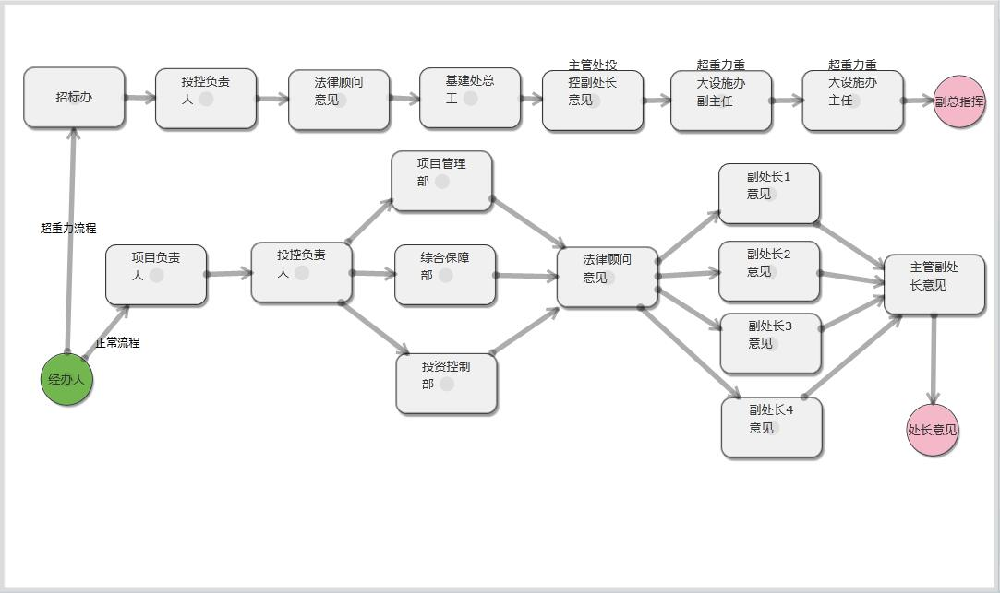 招标办
投控负责
人
法律顾问
意见
基建处总
工
主管处投
控副处长
意见
超重力重
大设施办
副主任
超重力重
大设施办
主任
副总指挥
项目管理
部
副处长1
意见
超重力流程
项目负责
人
投控负责
人
综合保障
部
法律顾问
意见
副处长2
意见
主管副处
长意见
副处长3
意见
正常流程
经办人
投资控制
部
副处长4
意见
处长意见